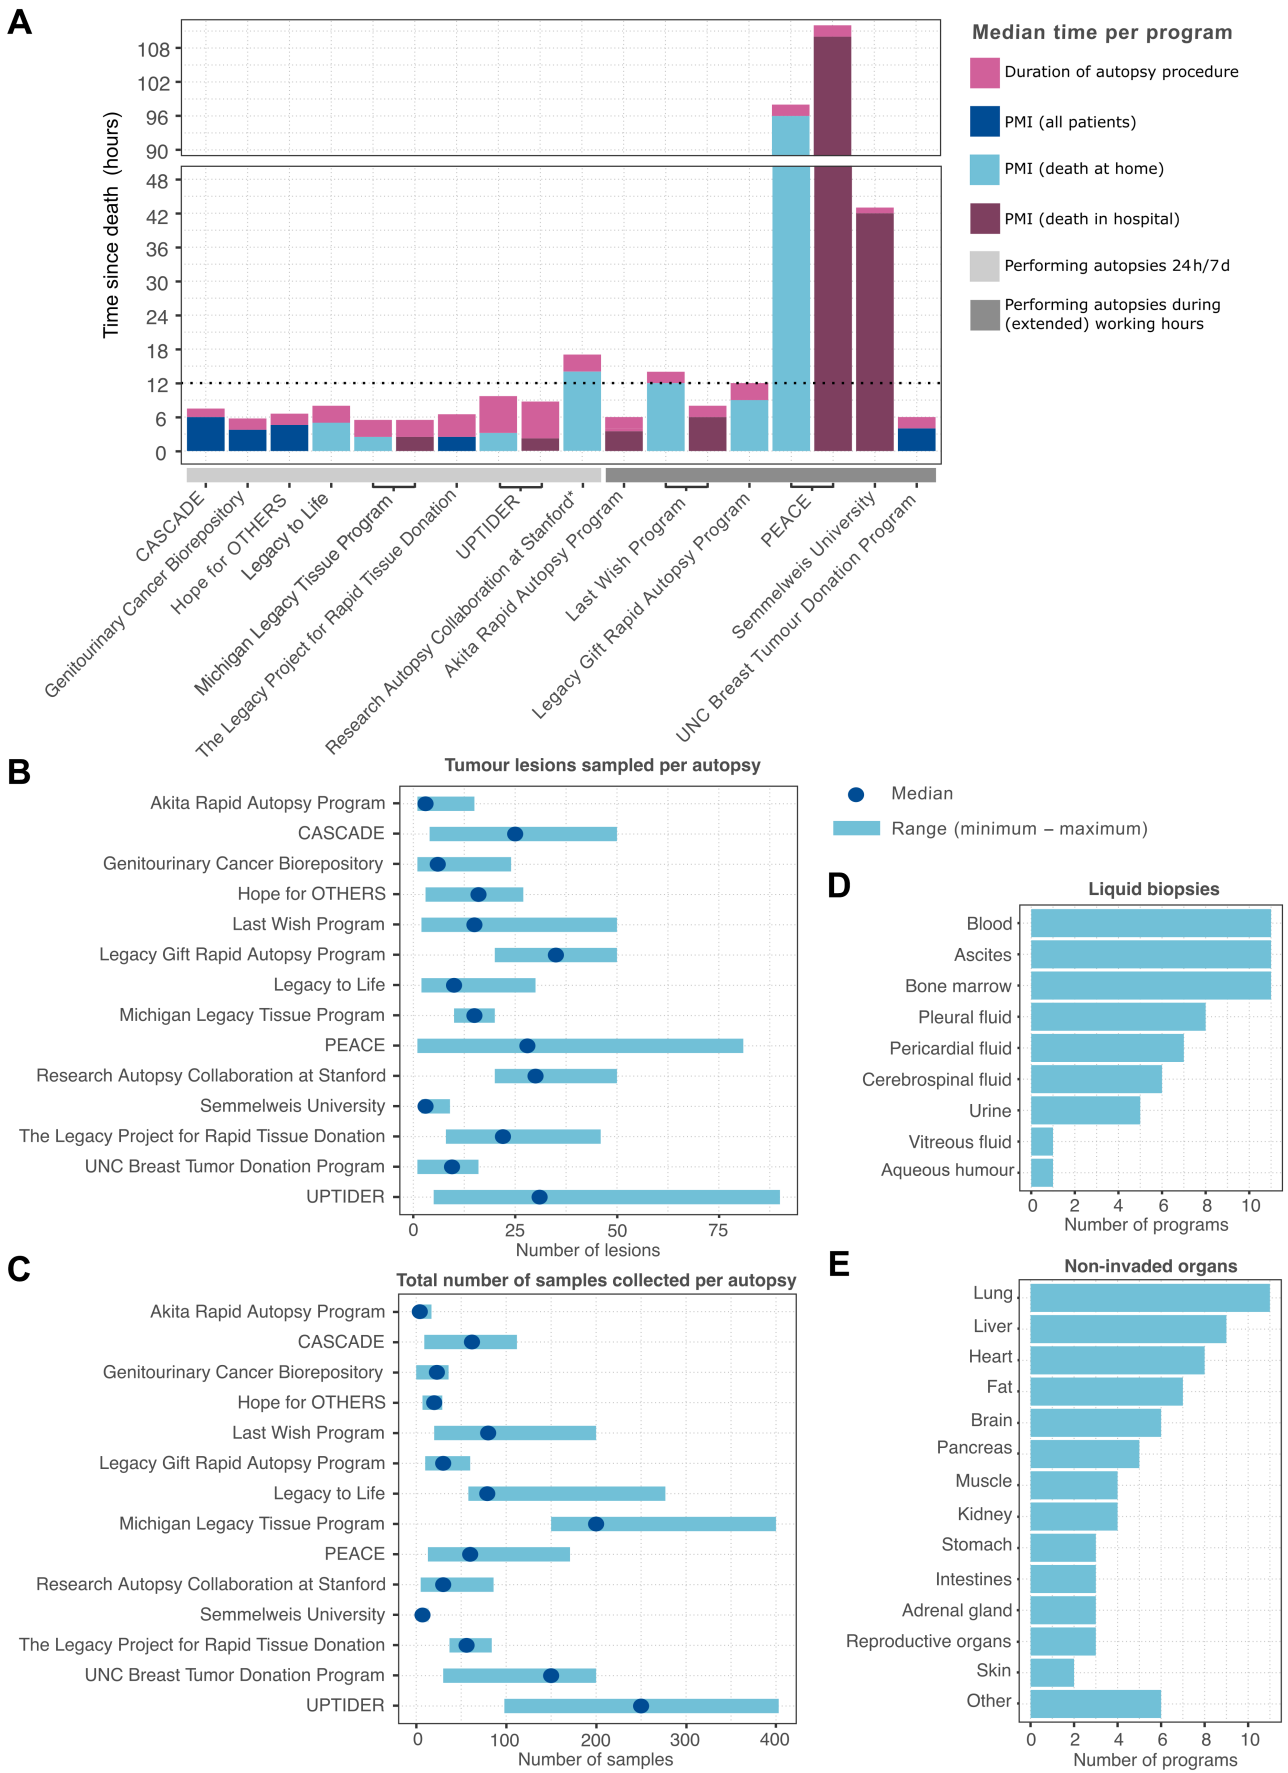 A
Median time per program
Duration of autopsy procedure
PMI (all patients)
PMI (death at home)
PMI (death in hospital)
Performing autopsies 24h/7d
Performing autopsies during
(extended) working hours
Time since death (hours)
108
102
96
90
48
42
36
30
24
18
12
6
0
CASCADE
Genitourinary Cancer Biorepository
Hope for OTHERS
Legacy to Life
Michigan Legacy Tissue Program
The Legacy Project for Rapid Tissue Donation
UPTIDER
Research Autopsy Collaboration at Stanford*
Akita Rapid Autopsy Program
Last Wish Program
Legacy Gift Rapid Autopsy Program
PEACE
Semmelweis University
UNC Breast Tumour Donation Program
B
Tumour lesions sampled per autopsy
Median
Range (minimum – maximum)
Akita Rapid Autopsy Program
CASCADE
Genitourinary Cancer Biorepository
Hope for OTHERS
Last Wish Program
Legacy Gift Rapid Autopsy Program
Legacy to Life
Michigan Legacy Tissue Program
PEACE
Research Autopsy Collaboration at Stanford
Semmelweis University
The Legacy Project for Rapid Tissue Donation
UNC Breast Tumor Donation Program
UPTIDER
0 25 50 75
Number of lesions
C
Total number of samples collected per autopsy
Akita Rapid Autopsy Program
CASCADE
Genitourinary Cancer Biorepository
Hope for OTHERS
Last Wish Program
Legacy Gift Rapid Autopsy Program
Legacy to Life
Michigan Legacy Tissue Program
PEACE
Research Autopsy Collaboration at Stanford
Semmelweis University
The Legacy Project for Rapid Tissue Donation
UNC Breast Tumor Donation Program
UPTIDER
0 100 200 300 400
Number of samples
D
Liquid biopsies
Blood
Ascites
Bone marrow
Pleural fluid
Pericardial fluid
Cerebrospinal fluid
Urine
Vitreous fluid
Aqueous humour
0 2 4 6 8 10
Number of programs
E
Non-invaded organs
Lung
Liver
Heart
Fat
Brain
Pancreas
Muscle
Kidney
Stomach
Intestines
Adrenal gland
Reproductive organs
Skin
Other
0 2 4 6 8 10
Number of programs